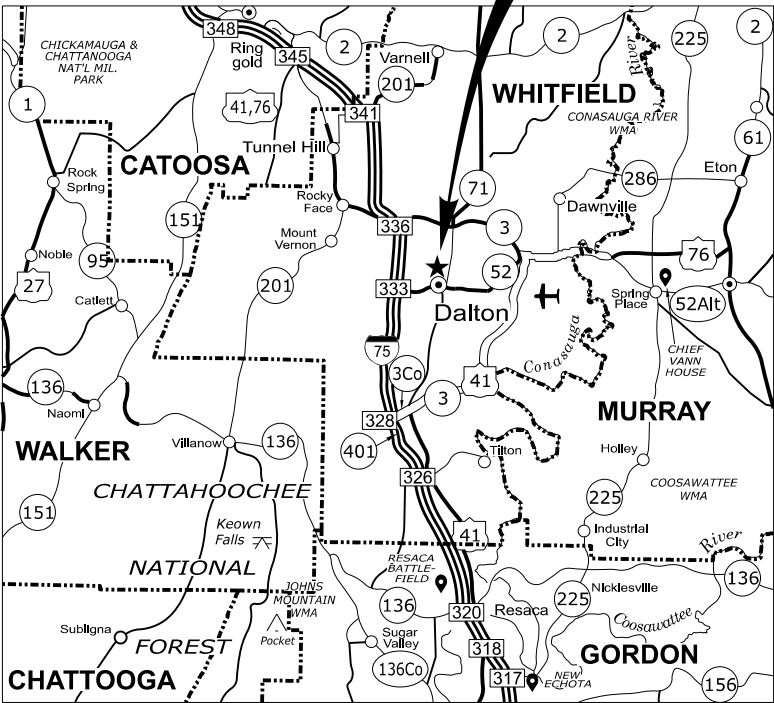 348
Ring
gold
345
2
Varnell
2
225
2
River
CHICKAMAUGA &
CHATTANOOGA
NAT'L MIL.
PARK
201
41,76
341
WHITFIELD
CONASAUGA RIVER
WMA
1
61
Tunnel Hill
CATOOSA
Rock
Spring
Rocky
Face
71
286
Eton
Dawnville
151
336
3
Mount
Vernon
Noble
95
27
201
333
52
76
Dalton
Spring
Place
52Alt
Catlett
75
Conasauga
CHIEF
VANN
HOUSE
3Co
41
136
Naomi
328
3
MURRAY
WALKER
Villanow
136
401
326
Tilton
Holley
CHATTAHOOCHEE
225
COOSAWATTEE
WMA
151
Keown
Falls
41
Industrial
City
River
NATIONAL
RESACA
BATTLE-
FIELD
JOHNS
MOUNTAIN
WMA
136
320
Resaca
225
Nicklesville
136
Coosawattee
Subligna
FOREST
Pocket
Sugar
Valley
318
GORDON
136Co
317
NEW
ECHOTA
156
CHATTOOGA